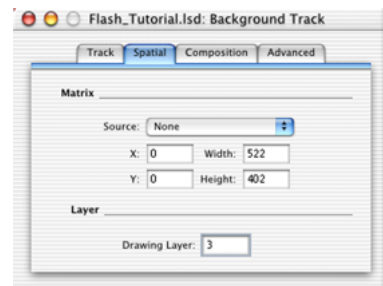 Flash_Tutorial.lsd: Background Track
Track Spatial Composition Advanced
Matrix
Source: None
X: 0 Width: 522
Y: 0 Height: 402
Layer
Drawing Layer: 3